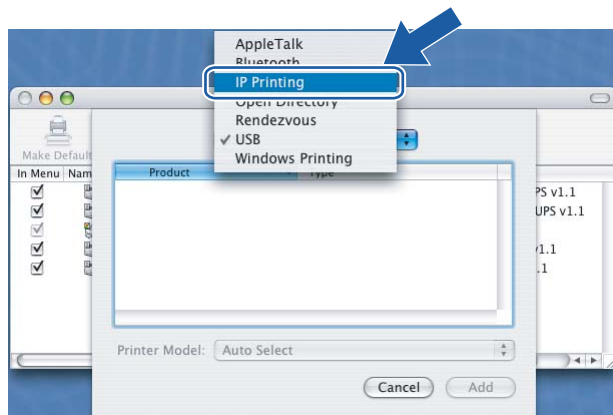 AppleTalk
Bluetooth
IP Printing
Open Directory
Rendezvous
✓ USB
Windows Printing
Make Default
In Menu Nam
Product Type
PS v1.1
UPS v1.1
v1.1
.1
Printer Model: Auto Select
Cancel Add